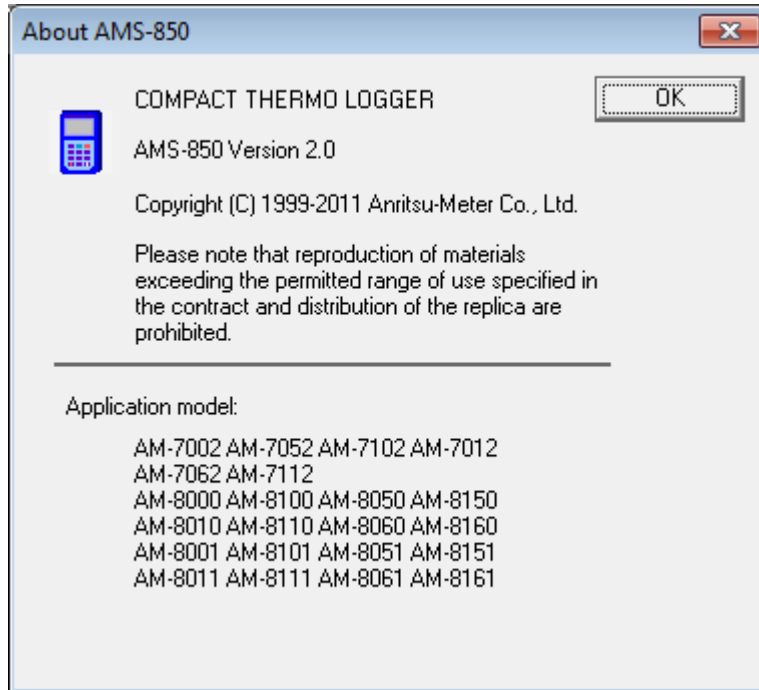 About AMS-850
COMPACT THERMO LOGGER
OK
AMS-850 Version 2.0
Copyright (C) 1999-2011 Anritsu-Meter Co., Ltd.
Please note that reproduction of materials
exceeding the permitted range of use specified in
the contract and distribution of the replica are
prohibited.
Application model:
AM-7002 AM-7052 AM-7102 AM-7012
AM-7062 AM-7112
AM-8000 AM-8100 AM-8050 AM-8150
AM-8010 AM-8110 AM-8060 AM-8160
AM-8001 AM-8101 AM-8051 AM-8151
AM-8011 AM-8111 AM-8061 AM-8161